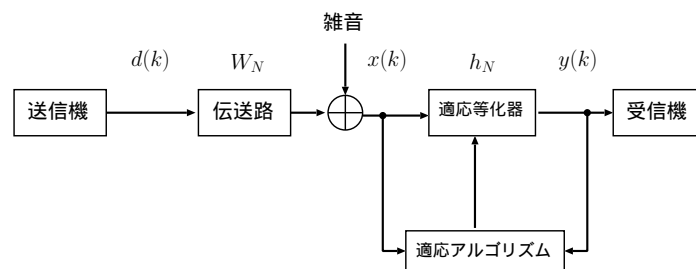 雑音
d(k)
W_N
x(k)
h_N
y(k)
送信機
伝送路
適応等化器
受信機
適応アルゴリズム